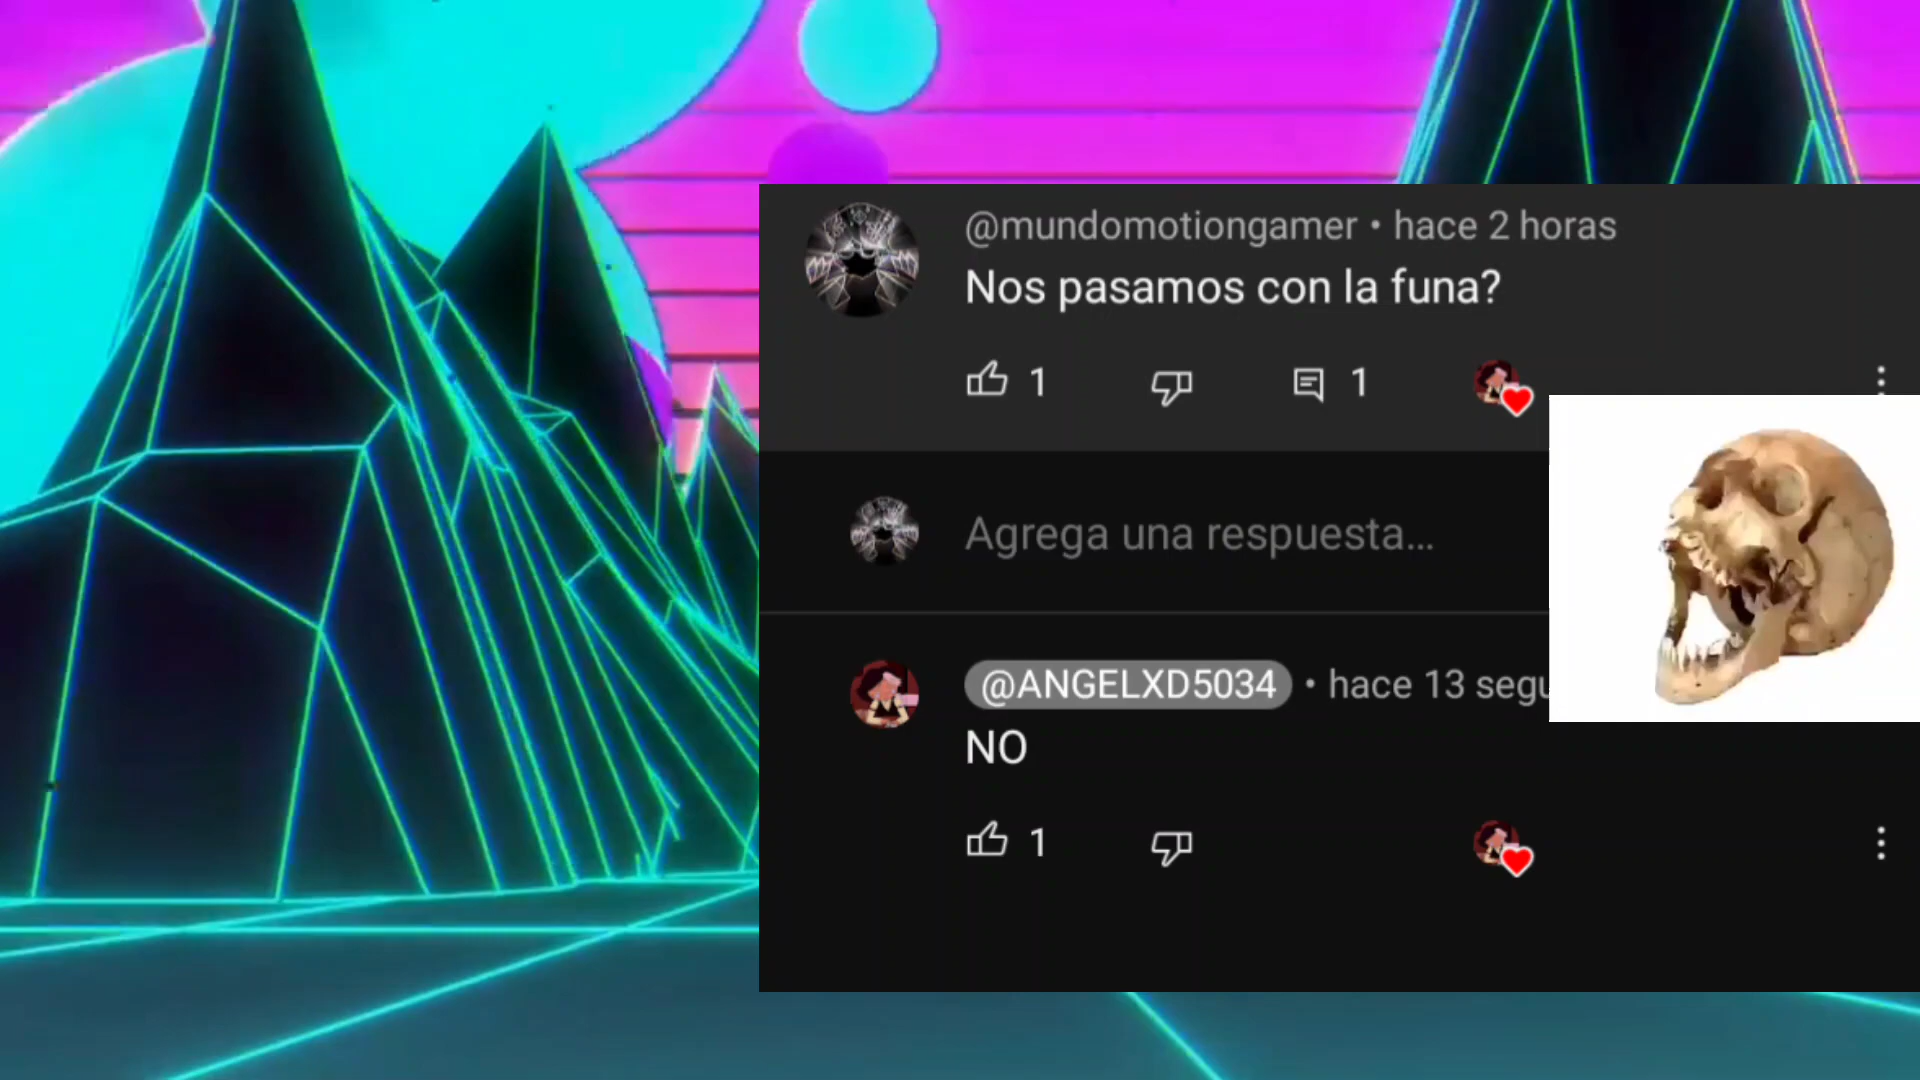 @mundomotiongamer • hace 2 horas
Nos pasamos con la funa?
1 1
Agrega una respuesta...
@ANGELXD5034 • hace 13 segu
NO
1